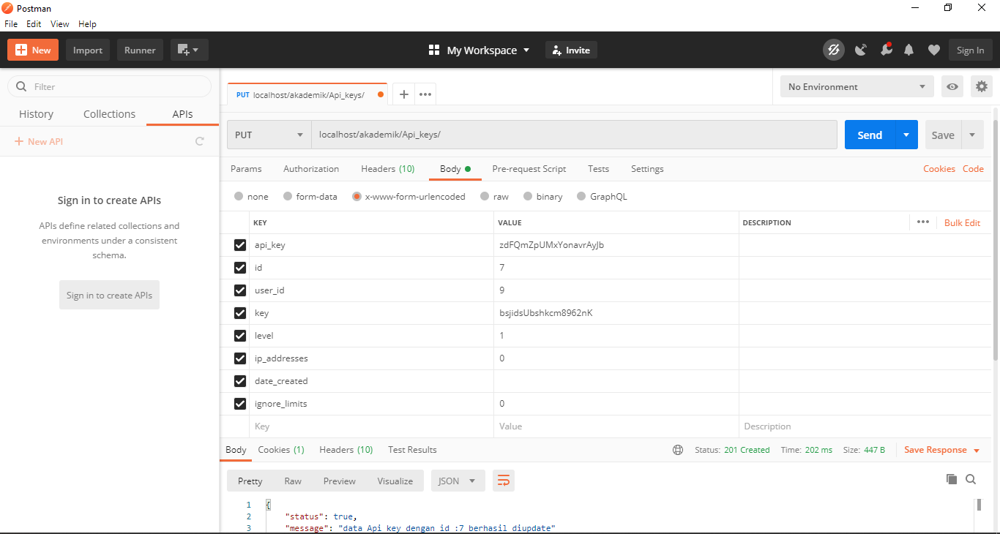 Postman
File Edit View Help
New Import Runner My Workspace Invite Sign In
Filter
History Collections APIs
New API
Sign in to create APIs
APIs define related collections and
environments under a consistent
schema.
Sign in to create APIs
PUT localhost/akademik/Api_keys/
No Environment
PUT localhost/akademik/Api_keys/ Send Save
Params Authorization Headers (10) Body Pre-request Script Tests Settings Cookies Code
none form-data x-www-form-urlencoded raw binary GraphQL
KEY VALUE DESCRIPTION Bulk Edit
api_key zdFQmZpUMxYonavrAyJb
id 7
user_id 9
key bsjidsUbshkcm8962nK
level 1
ip_addresses 0
date_created
ignore_limits 0
Key Value Description
Body Cookies (1) Headers (10) Test Results Status: 201 Created Time: 202 ms Size: 447 B Save Response
Pretty Raw Preview Visualize JSON
1 {
2 "status": true,
3 "message": "data Api key dengan id :7 berhasil diupdate"